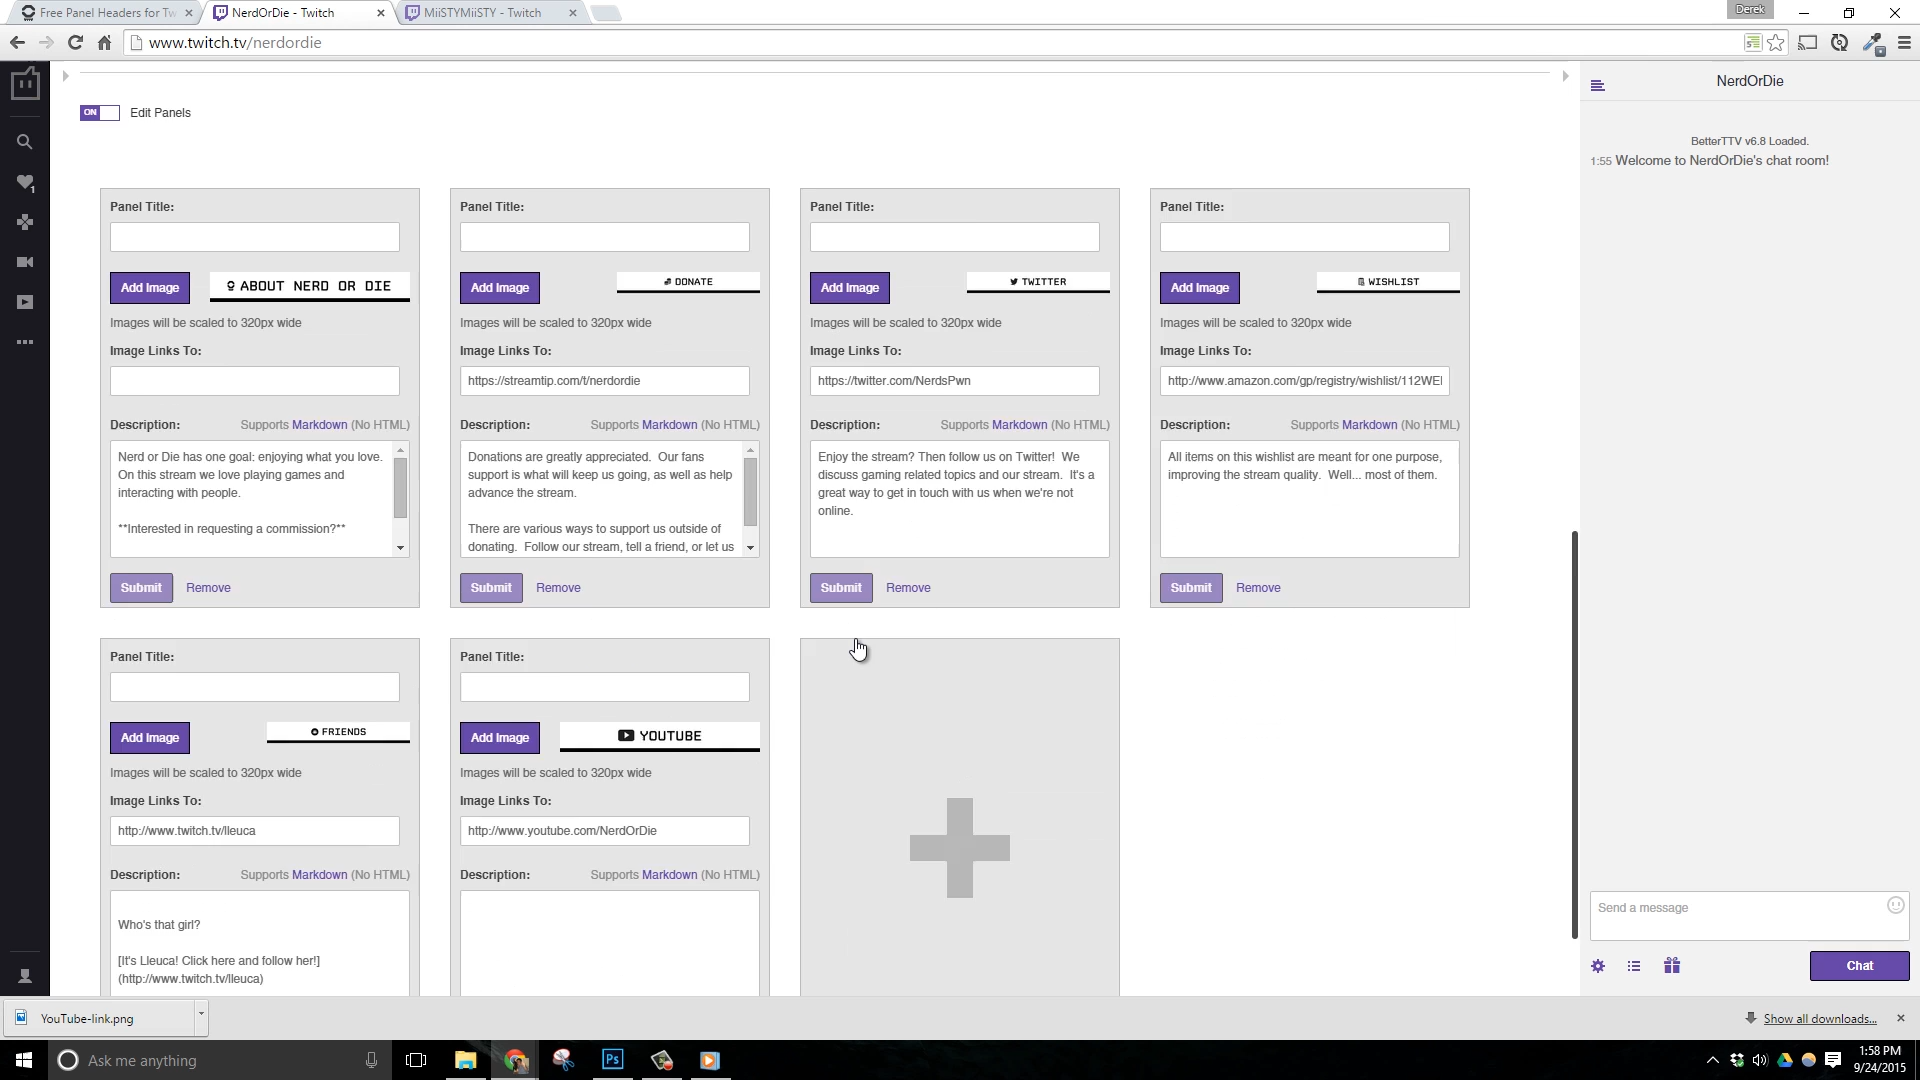 Free Panel Headers for Tw
NerdOrDie - Twitch
MiiSTYMiiSTY - Twitch
Derek
www.twitch.tv/nerdordie
ON
Edit Panels
NerdOrDie
BetterTTV v6.8 Loaded.
1:55 Welcome to NerdOrDie's chat room!
1
Panel Title:
Add Image
ABOUT NERD OR DIE
Images will be scaled to 320px wide
Image Links To:
Description:
Supports Markdown (No HTML)
Nerd or Die has one goal: enjoying what you love.
On this stream we love playing games and
interacting with people.
**Interested in requesting a commission?**
Submit
Remove
Panel Title:
Add Image
DONATE
Images will be scaled to 320px wide
Image Links To:
https://streamtip.com/t/nerdordie
Description:
Supports Markdown (No HTML)
Donations are greatly appreciated.  Our fans
support is what will keep us going, as well as help
advance the stream.
There are various ways to support us outside of
donating.  Follow our stream, tell a friend, or let us
Submit
Remove
Panel Title:
Add Image
TWITTER
Images will be scaled to 320px wide
Image Links To:
https://twitter.com/NerdsPwn
Description:
Supports Markdown (No HTML)
Enjoy the stream? Then follow us on Twitter!  We
discuss gaming related topics and our stream.  It's a
great way to get in touch with us when we're not
online.
Submit
Remove
Panel Title:
Add Image
WISHLIST
Images will be scaled to 320px wide
Image Links To:
http://www.amazon.com/gp/registry/wishlist/112WE
Description:
Supports Markdown (No HTML)
All items on this wishlist are meant for one purpose,
improving the stream quality.  Well... most of them.
Submit
Remove
Panel Title:
Add Image
FRIENDS
Images will be scaled to 320px wide
Image Links To:
http://www.twitch.tv/lleuca
Description:
Supports Markdown (No HTML)
Who's that girl?
[It's Lleuca! Click here and follow her!]
(http://www.twitch.tv/lleuca)
Panel Title:
Add Image
YOUTUBE
Images will be scaled to 320px wide
Image Links To:
http://www.youtube.com/NerdOrDie
Description:
Supports Markdown (No HTML)
Send a message
Chat
YouTube-link.png
Show all downloads...
Ask me anything
Ps
1:58 PM
9/24/2015